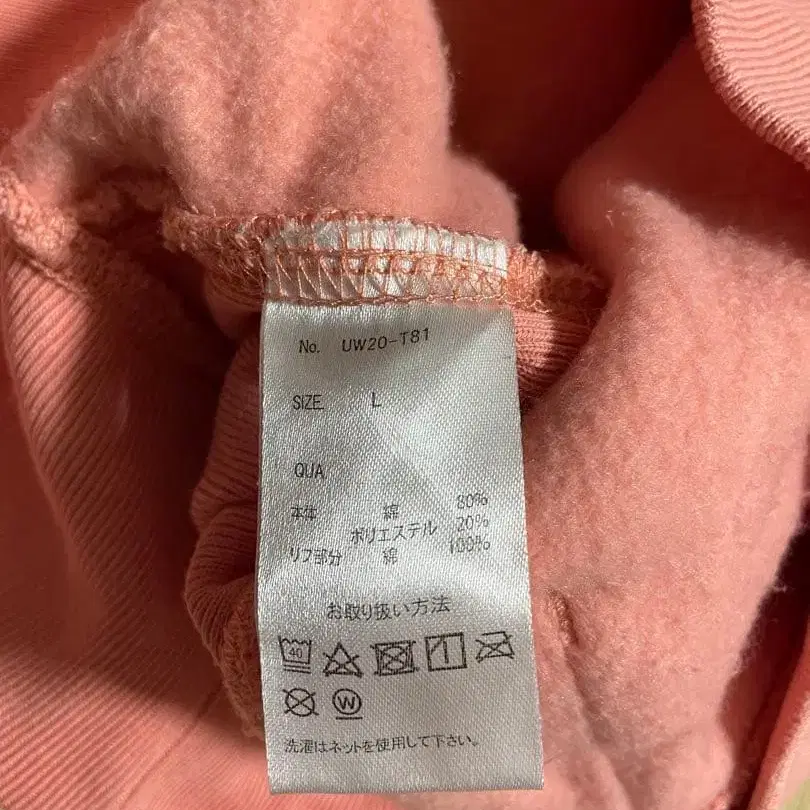 No. UW20-T81
SIZE L
QUA
本体 綿 80%
ポリエステル 20%
リブ部分 綿 100%
お取り扱い方法
40
W
洗濯はネットを使用して下さい。